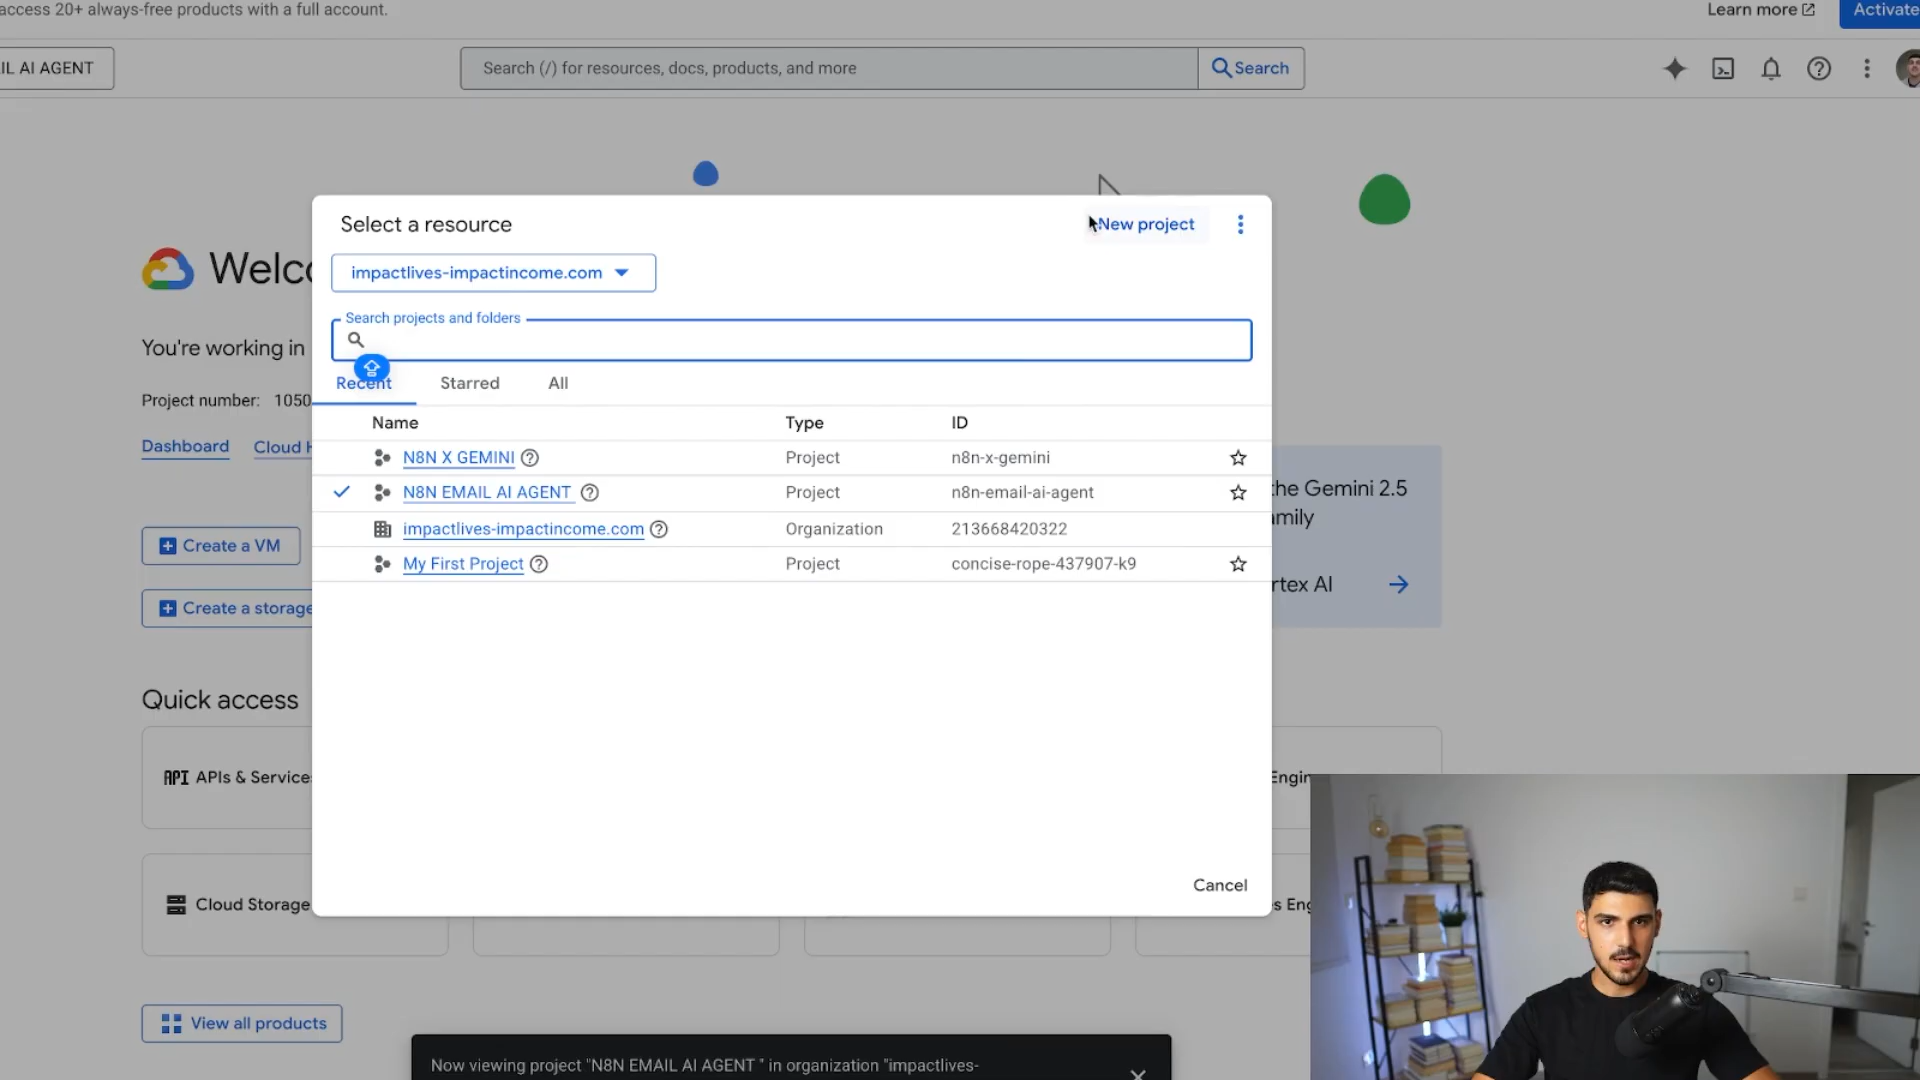 access 20+ always-free products with a full account.
Learn more
Activate
IL AI AGENT
Search (/) for resources, docs, products, and more
Search
Select a resource
New project
impactlives-impactincome.com
Search projects and folders
Recent Starred All
Name Type ID
N8N X GEMINI Project n8n-x-gemini
N8N EMAIL AI AGENT Project n8n-email-ai-agent
impactlives-impactincome.com Organization 213668420322
My First Project Project concise-rope-437907-k9
Cancel
Welco
You're working in
Project number: 1050
Dashboard Cloud H
the Gemini 2.5
amily
rtex AI
Create a VM
Create a storage
Quick access
API APIs & Services
Engin
Cloud Storage
s Eng
View all products
Now viewing project "N8N EMAIL AI AGENT " in organization "impactlives-